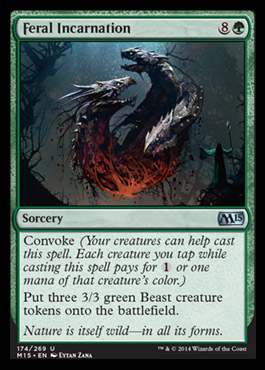 Feral Incarnation 8
Sorcery M15
Convoke (Your creatures can help cast
this spell. Each creature you tap while
casting this spell pays for 1 or one
mana of that creature's color.)
Put three 3/3 green Beast creature
tokens onto the battlefield.
Nature is itself wild—in all its forms.
174/269 U
M15 • EN EYTAN ZANA ™ & © 2014 Wizards of the Coast